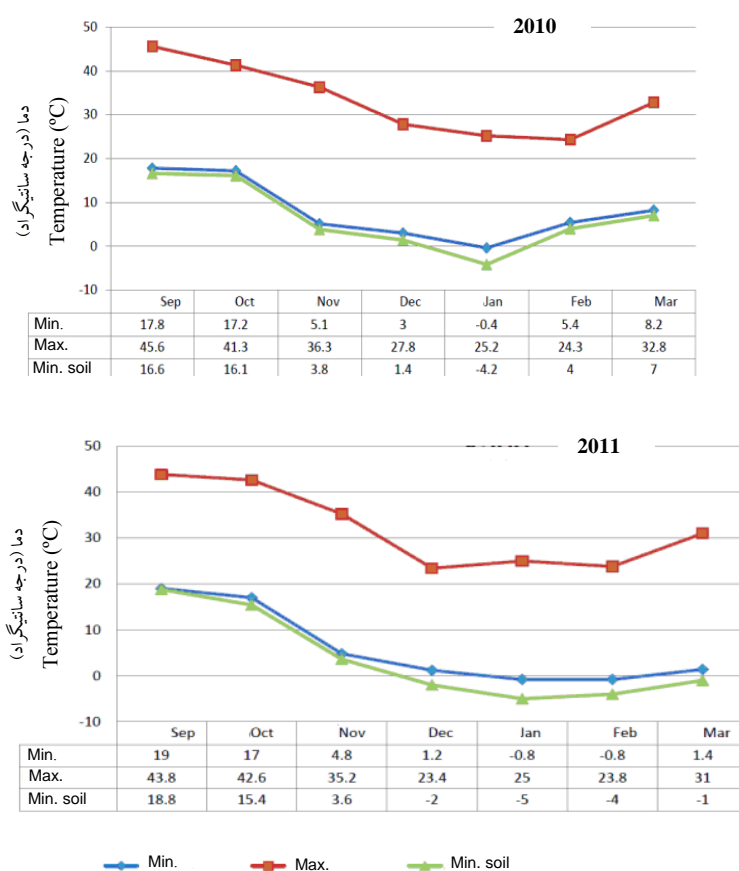 2010
دما (درجه سانتیگراد)
Temperature (ºC)
50
40
30
20
10
0
-10
Sep Oct Nov Dec Jan Feb Mar
Min. 17.8 17.2 5.1 3 -0.4 5.4 8.2
Max. 45.6 41.3 36.3 27.8 25.2 24.3 32.8
Min. soil 16.6 16.1 3.8 1.4 -4.2 4 7
2011
دما (درجه سانتیگراد)
Temperature (ºC)
50
40
30
20
10
0
-10
Sep Oct Nov Dec Jan Feb Mar
Min. 19 17 4.8 1.2 -0.8 -0.8 1.4
Max. 43.8 42.6 35.2 23.4 25 23.8 31
Min. soil 18.8 15.4 3.6 -2 -5 -4 -1
Min. Max. Min. soil